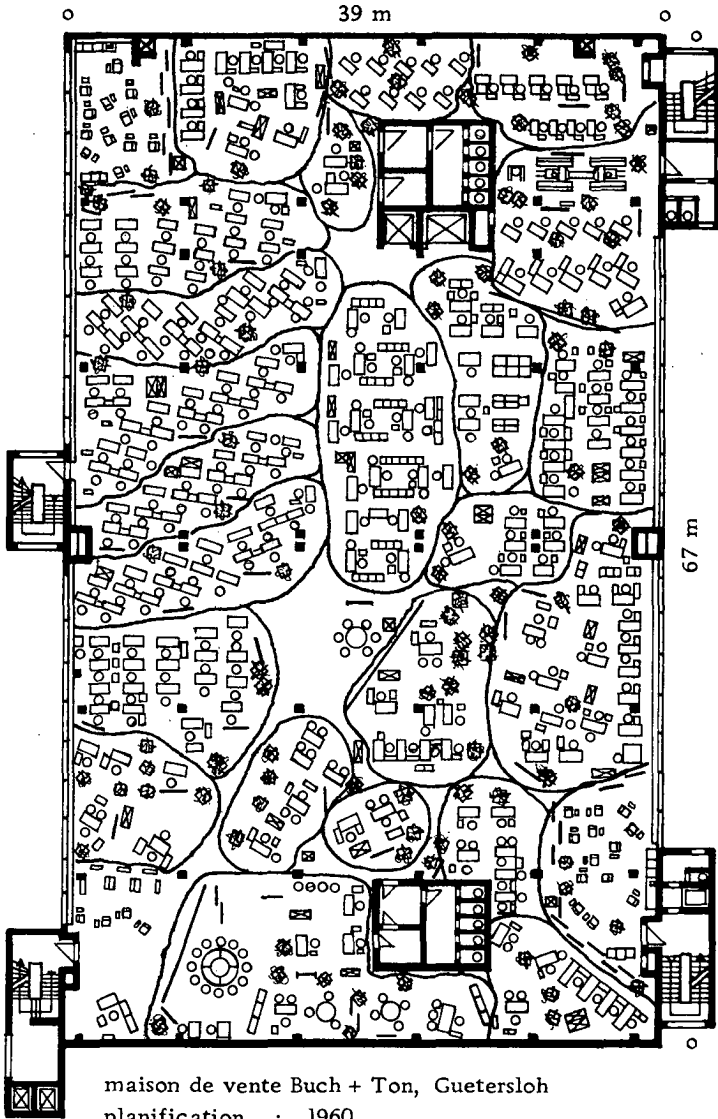 39 m
67 m
maison de vente Buch + Ton, Guetersloh
planification : 1960